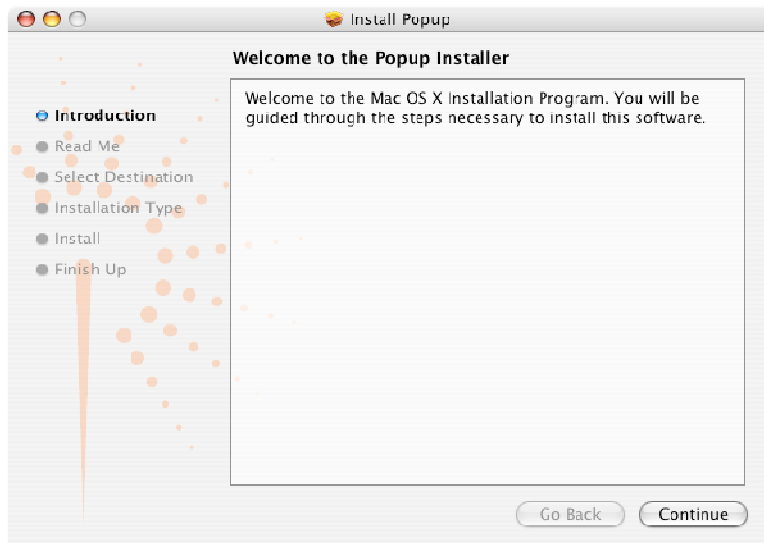 Install Popup
Welcome to the Popup Installer
Introduction
Read Me
Select Destination
Installation Type
Install
Finish Up
Welcome to the Mac OS X Installation Program. You will be
guided through the steps necessary to install this software.
Go Back
Continue